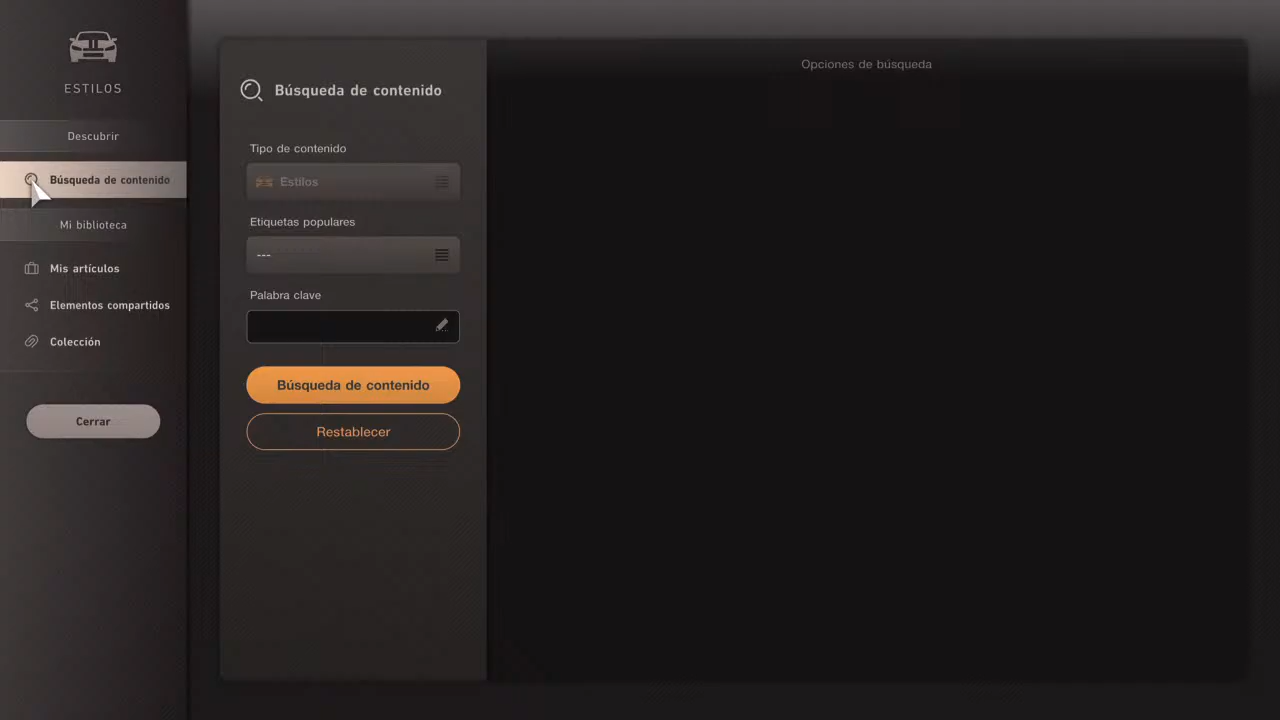 ESTILOS
Descubrir
Búsqueda de contenido
Mi biblioteca
Mis artículos
Elementos compartidos
Colección
Cerrar
Búsqueda de contenido
Tipo de contenido
Estilos
Etiquetas populares
---
Palabra clave
Búsqueda de contenido
Restablecer
Opciones de búsqueda